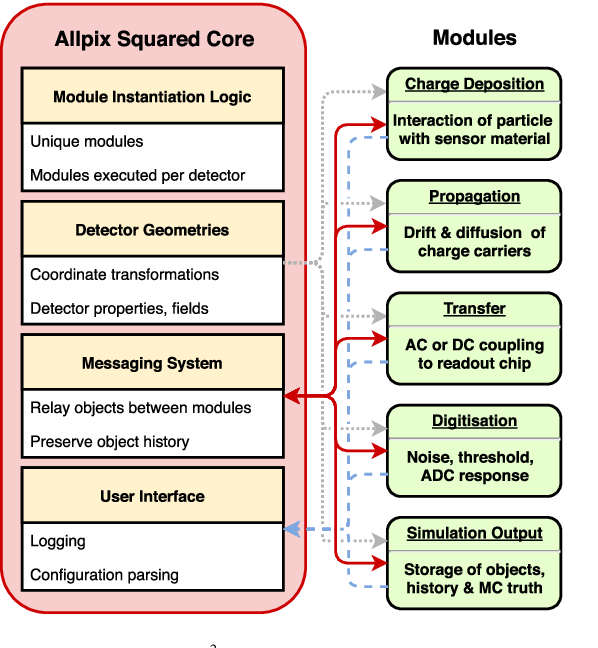 Allpix Squared Core
Module Instantiation Logic
Unique modules
Modules executed per detector
Detector Geometries
Coordinate transformations
Detector properties, fields
Messaging System
Relay objects between modules
Preserve object history
User Interface
Logging
Configuration parsing
Modules
Charge Deposition
Interaction of particle
with sensor material
Propagation
Drift & diffusion of
charge carriers
Transfer
AC or DC coupling
to readout chip
Digitisation
Noise, threshold,
ADC response
Simulation Output
Storage of objects,
history & MC truth
2